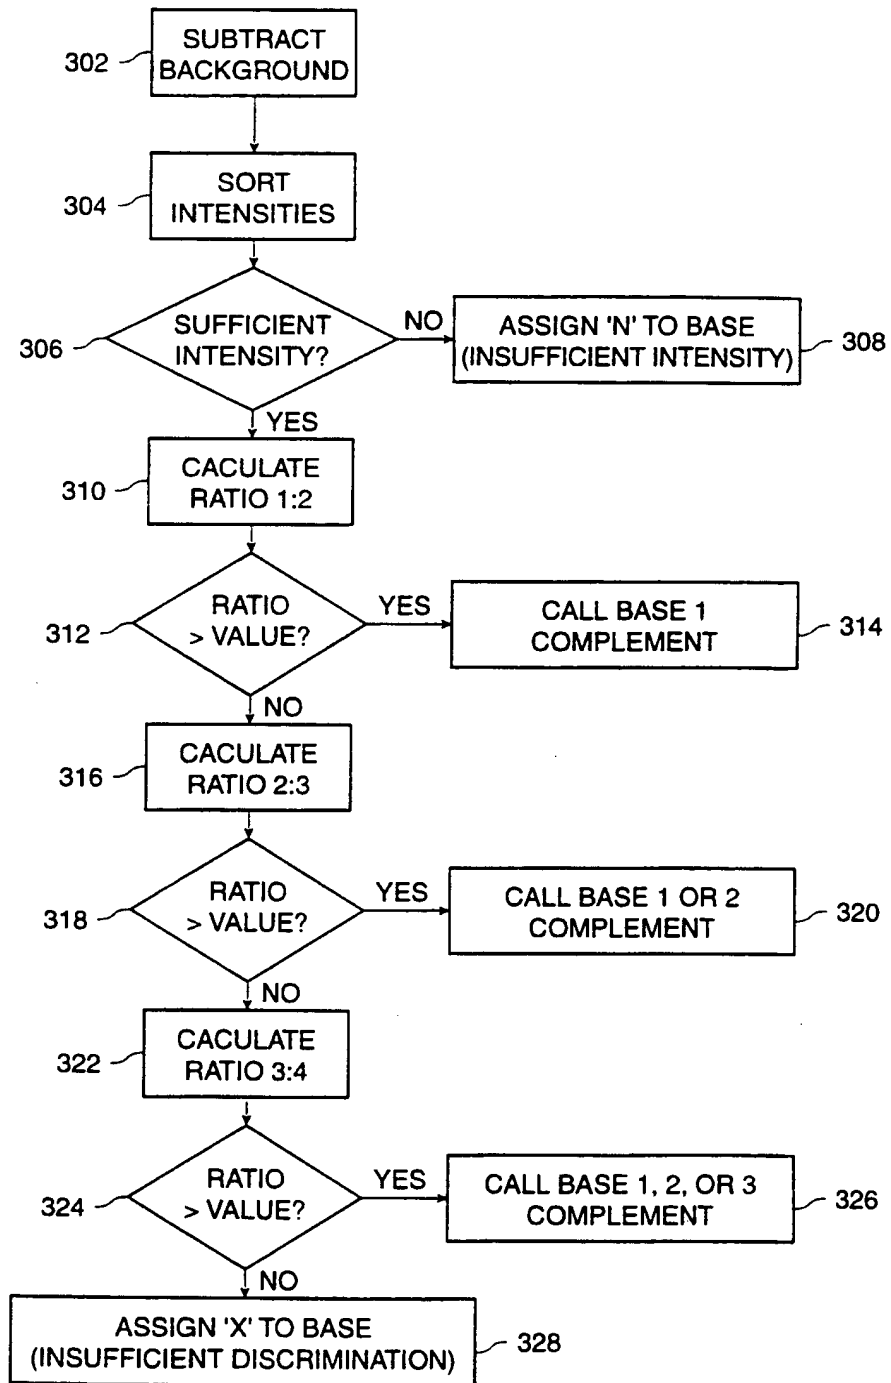 SUBTRACT
BACKGROUND
302
SORT
INTENSITIES
304
SUFFICIENT
INTENSITY?
306
NO
ASSIGN 'N' TO BASE
(INSUFFICIENT INTENSITY)
308
YES
CACULATE
RATIO 1:2
310
RATIO
> VALUE?
312
YES
CALL BASE 1
COMPLEMENT
314
NO
CACULATE
RATIO 2:3
316
RATIO
> VALUE?
318
YES
CALL BASE 1 OR 2
COMPLEMENT
320
NO
CACULATE
RATIO 3:4
322
RATIO
> VALUE?
324
YES
CALL BASE 1, 2, OR 3
COMPLEMENT
326
NO
ASSIGN 'X' TO BASE
(INSUFFICIENT DISCRIMINATION)
328